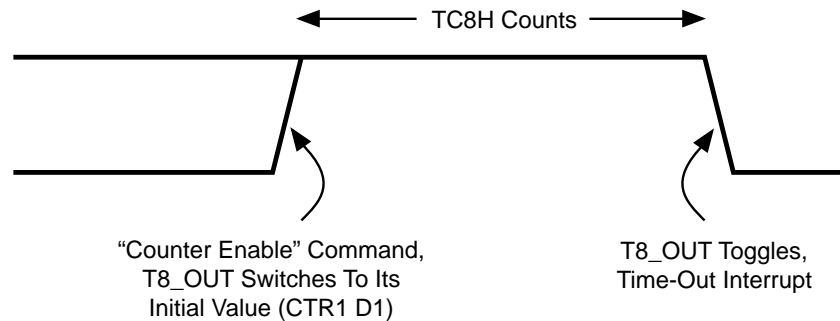 TC8H Counts
“Counter Enable” Command,
T8_OUT Switches To Its
Initial Value (CTR1 D1)
T8_OUT Toggles,
Time-Out Interrupt